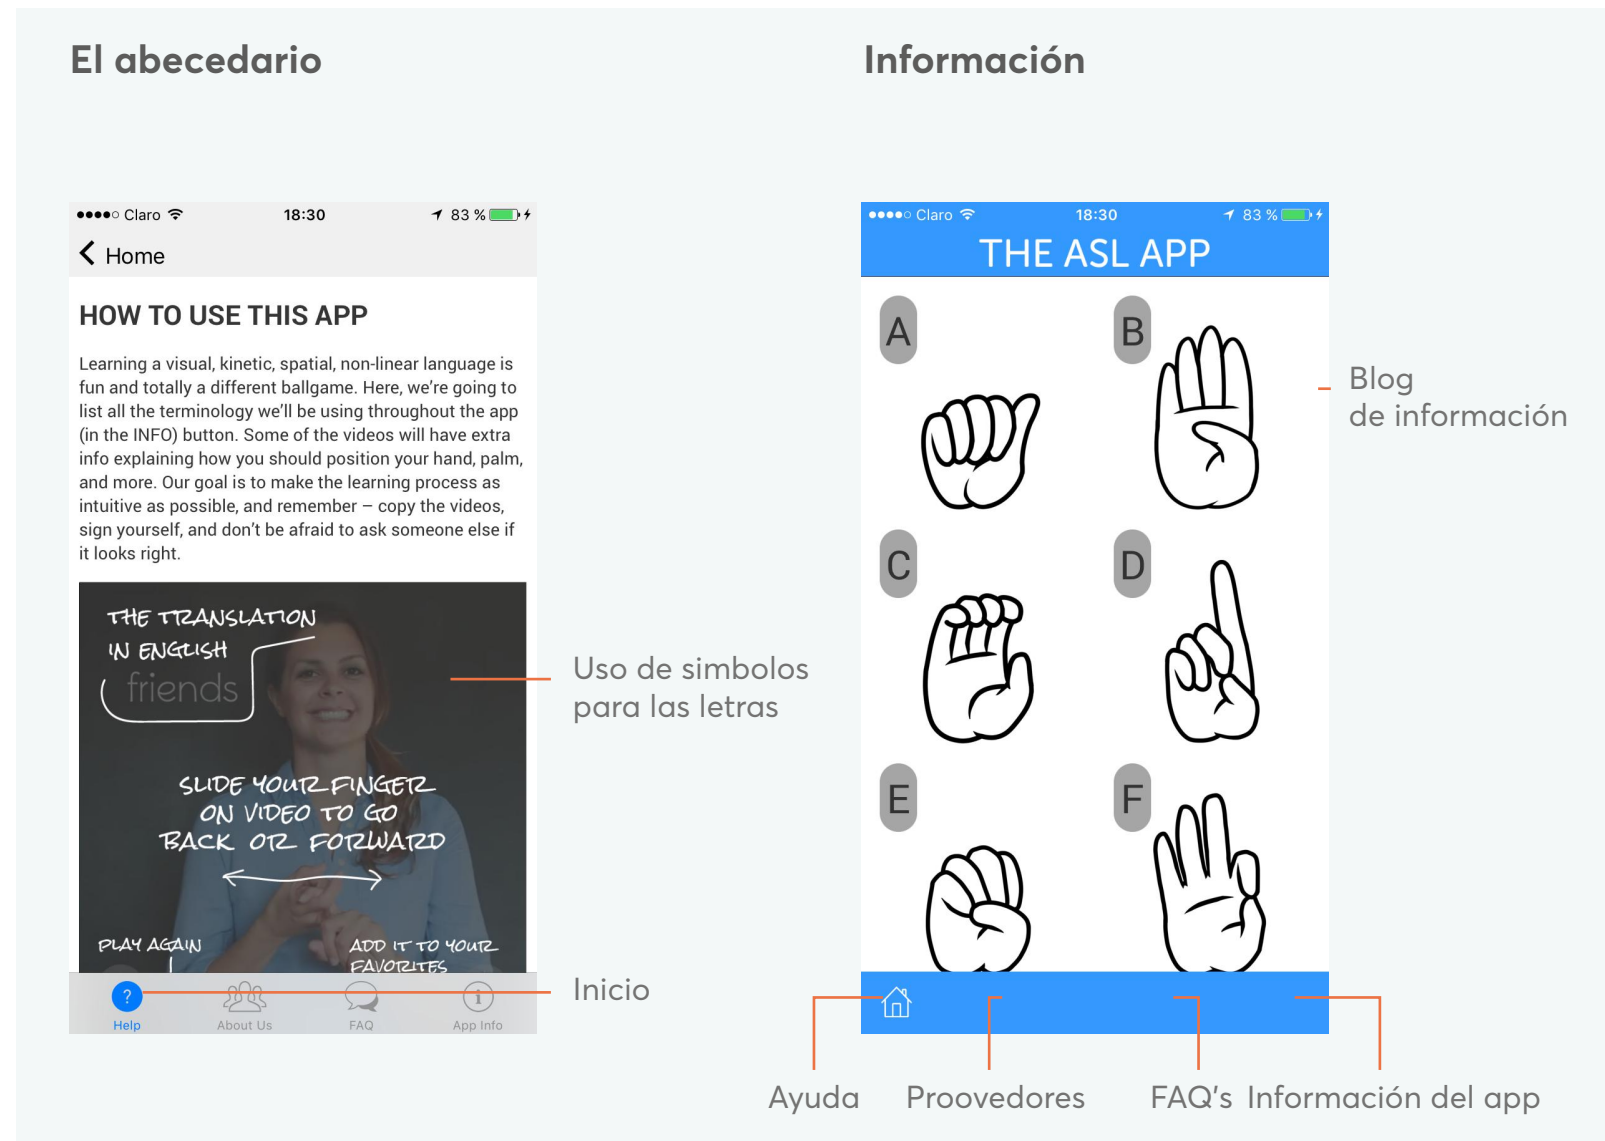 El abecedario
Información
Claro
18:30
83 %
Home
HOW TO USE THIS APP
Learning a visual, kinetic, spatial, non-linear language is
fun and totally a different ballgame. Here, we're going to
list all the terminology we'll be using throughout the app
(in the INFO) button. Some of the videos will have extra
info explaining how you should position your hand, palm,
and more. Our goal is to make the learning process as
intuitive as possible, and remember – copy the videos,
sign yourself, and don't be afraid to ask someone else if
it looks right.
THE TRANSLATION
IN ENGLISH
friends
SLIDE YOUR FINGER
ON VIDEO TO GO
BACK OR FORWARD
PLAY AGAIN
ADD IT TO YOUR
FAVORITES
?
i
Help
About Us
FAQ
App Info
Uso de simbolos
para las letras
Inicio
Claro
18:30
83 %
THE ASL APP
A
B
C
D
E
F
Blog
de información
Ayuda
Proovedores
FAQ's
Información del app